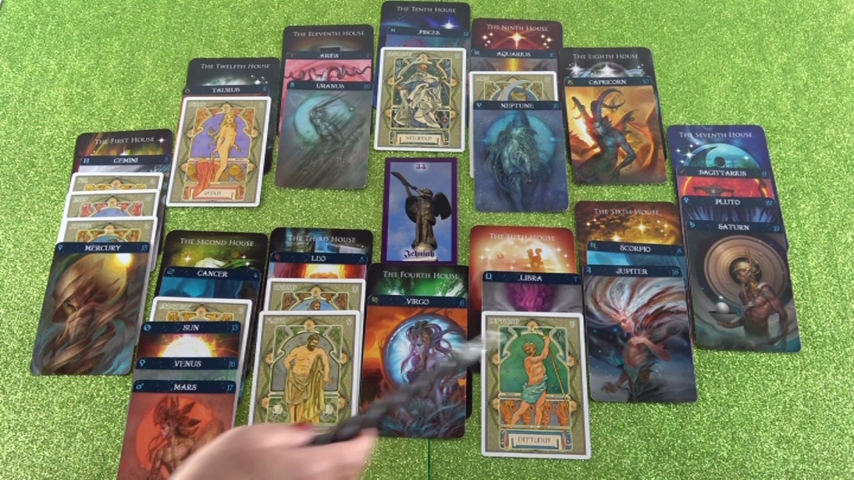 THE TENTH HOUSE
PISCES
THE ELEVENTH HOUSE
ARIES
URANUS
THE NINTH HOUSE
AQUARIUS
NEPTUNE
THE TWELFTH HOUSE
TAURUS
THE EIGHTH HOUSE
CAPRICORN
THE FIRST HOUSE
GEMINI
MERCURY
THE SEVENTH HOUSE
SAGITTARIUS
PLUTO
SATURN
THE SECOND HOUSE
CANCER
SUN
VENUS
MARS
THE THIRD HOUSE
LEO
33
Jehuiah
THE FOURTH HOUSE
VIRGO
THE FIFTH HOUSE
LIBRA
NEPTUNUS
THE SIXTH HOUSE
SCORPIO
JUPITER